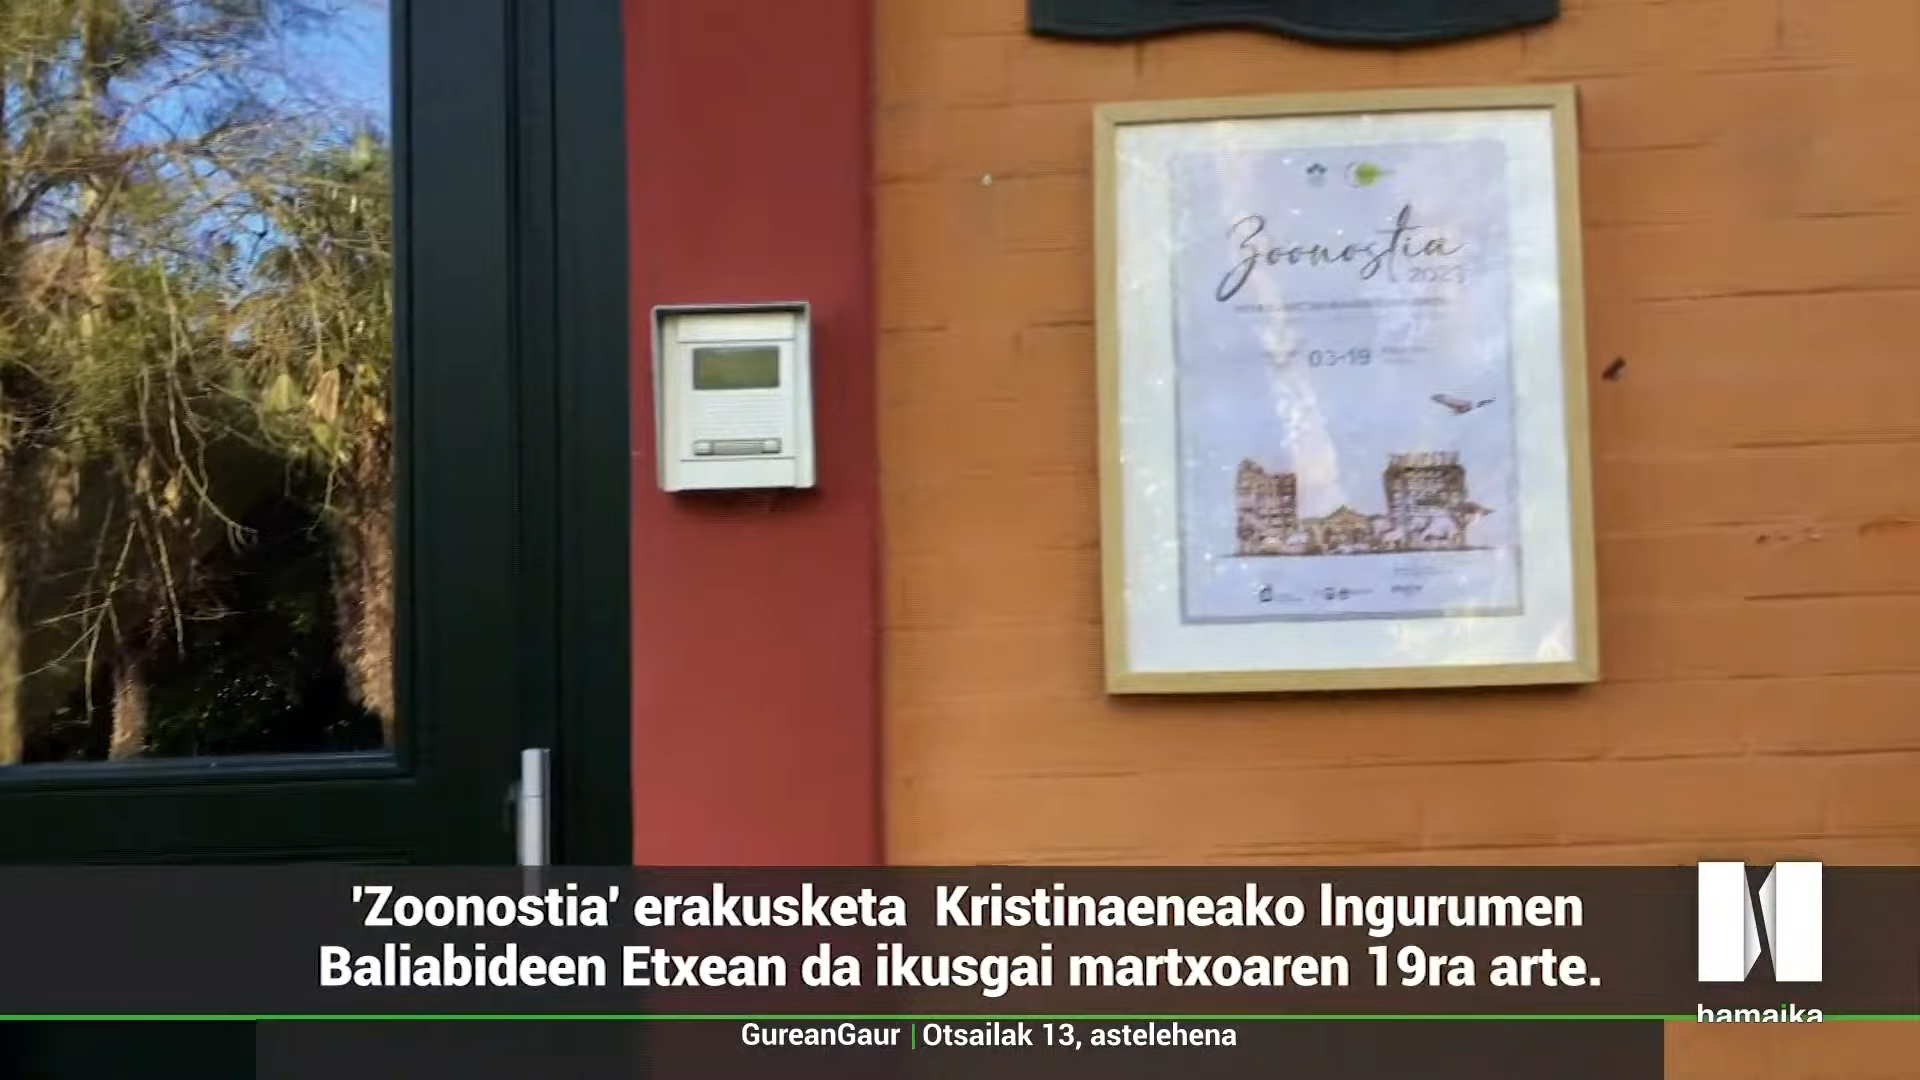 Zoonostia
2023
03-19
'Zoonostia' erakusketa Kristinaeneako Ingurumen
Baliabideen Etxean da ikusgai martxoaren 19ra arte.
hamaika
GureanGaur | Otsailak 13, astelehena